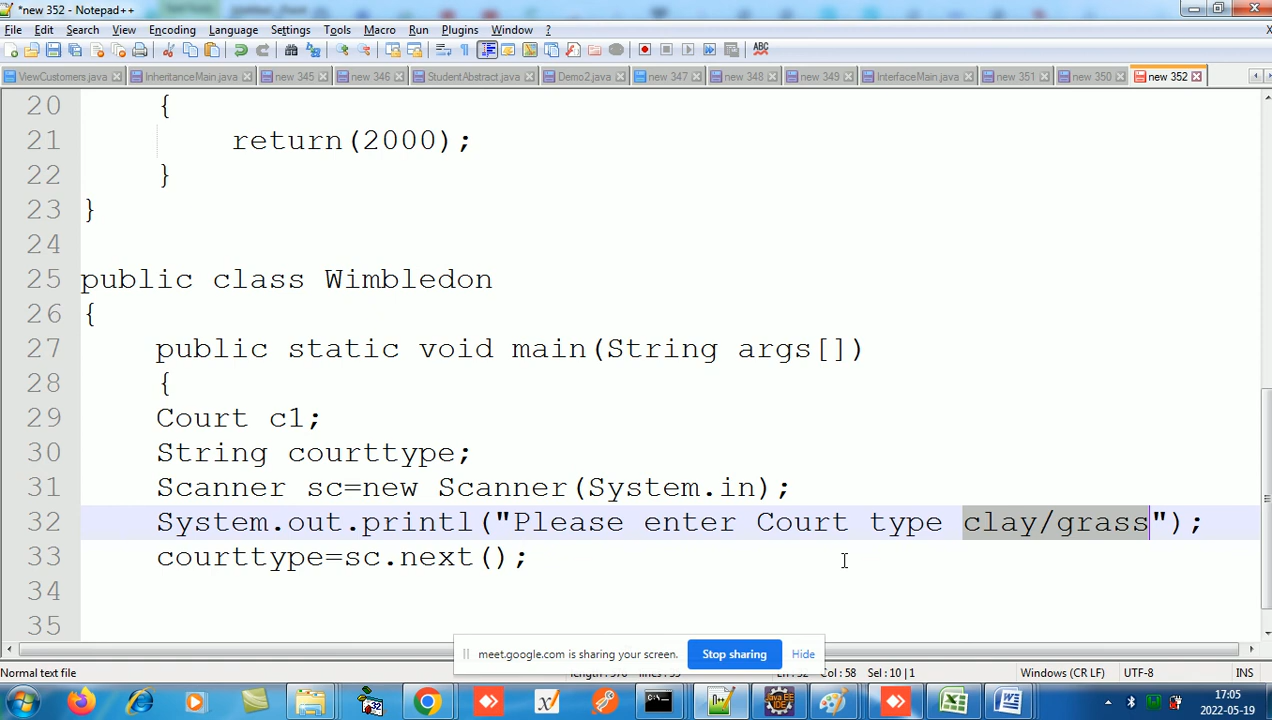 *new 352 - Notepad++
File Edit Search View Encoding Language Settings Tools Macro Run Plugins Window ?
ViewCustomers.java InheritanceMain.java new 345 new 346 StudentAbstract.java Demo2.java new 347 new 348 new 349 InterfaceMain.java new 351 new 350 new 352
20 {
21 return(2000);
22 }
23 }
24
25 public class Wimbledon
26 {
27 public static void main(String args[])
28 {
29 Court c1;
30 String courttype;
31 Scanner sc=new Scanner(System.in);
32 System.out.printl("Please enter Court type clay/grass");
33 courttype=sc.next();
34
35
meet.google.com is sharing your screen. Stop sharing Hide
Normal text file Col : 58 Sel : 10 | 1 Windows (CR LF) UTF-8 INS
17:05
2022-05-19